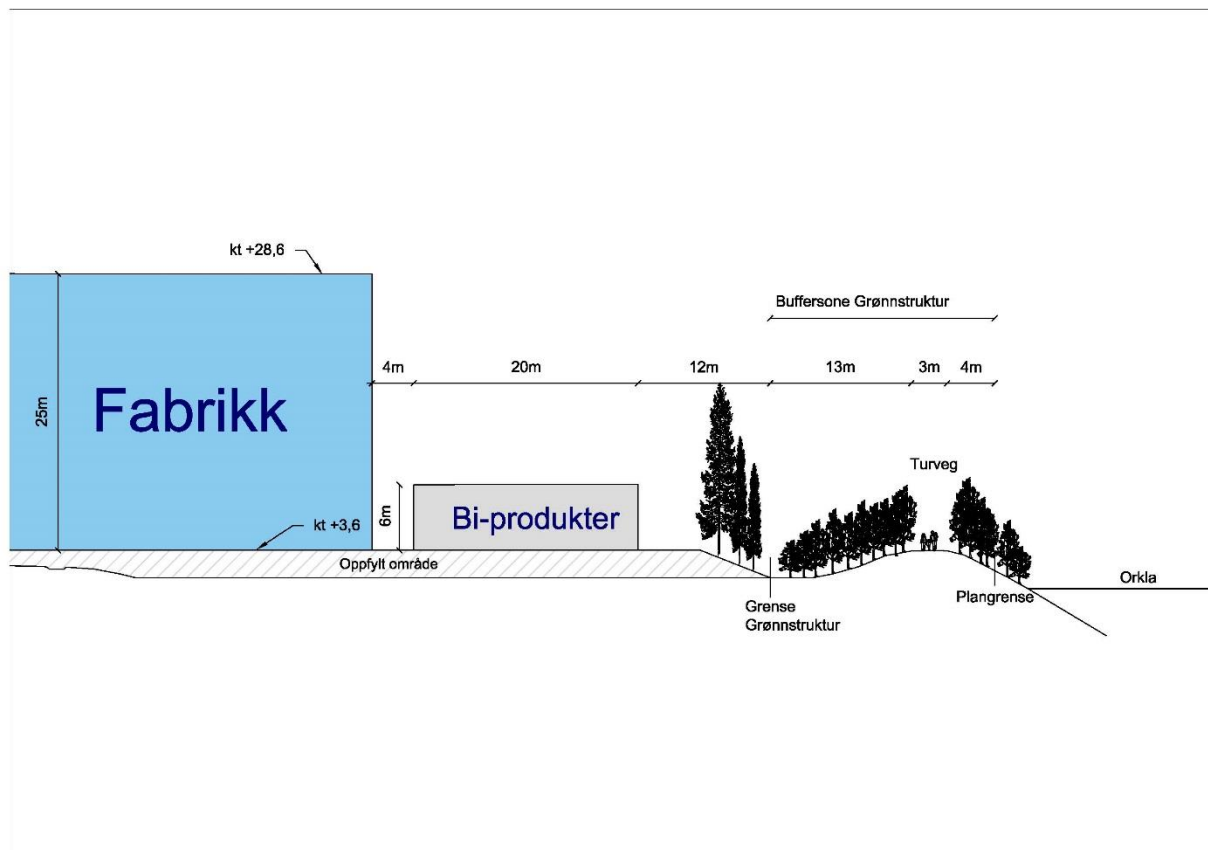 kt +28,6
Buffersone Grønnstruktur
4m
20m
12m
13m
3m
4m
25m
Fabrikk
Turveg
6m
Bi-produkter
kt +3,6
Oppfylt område
Orkla
Plangrense
Grense
Grønnstruktur